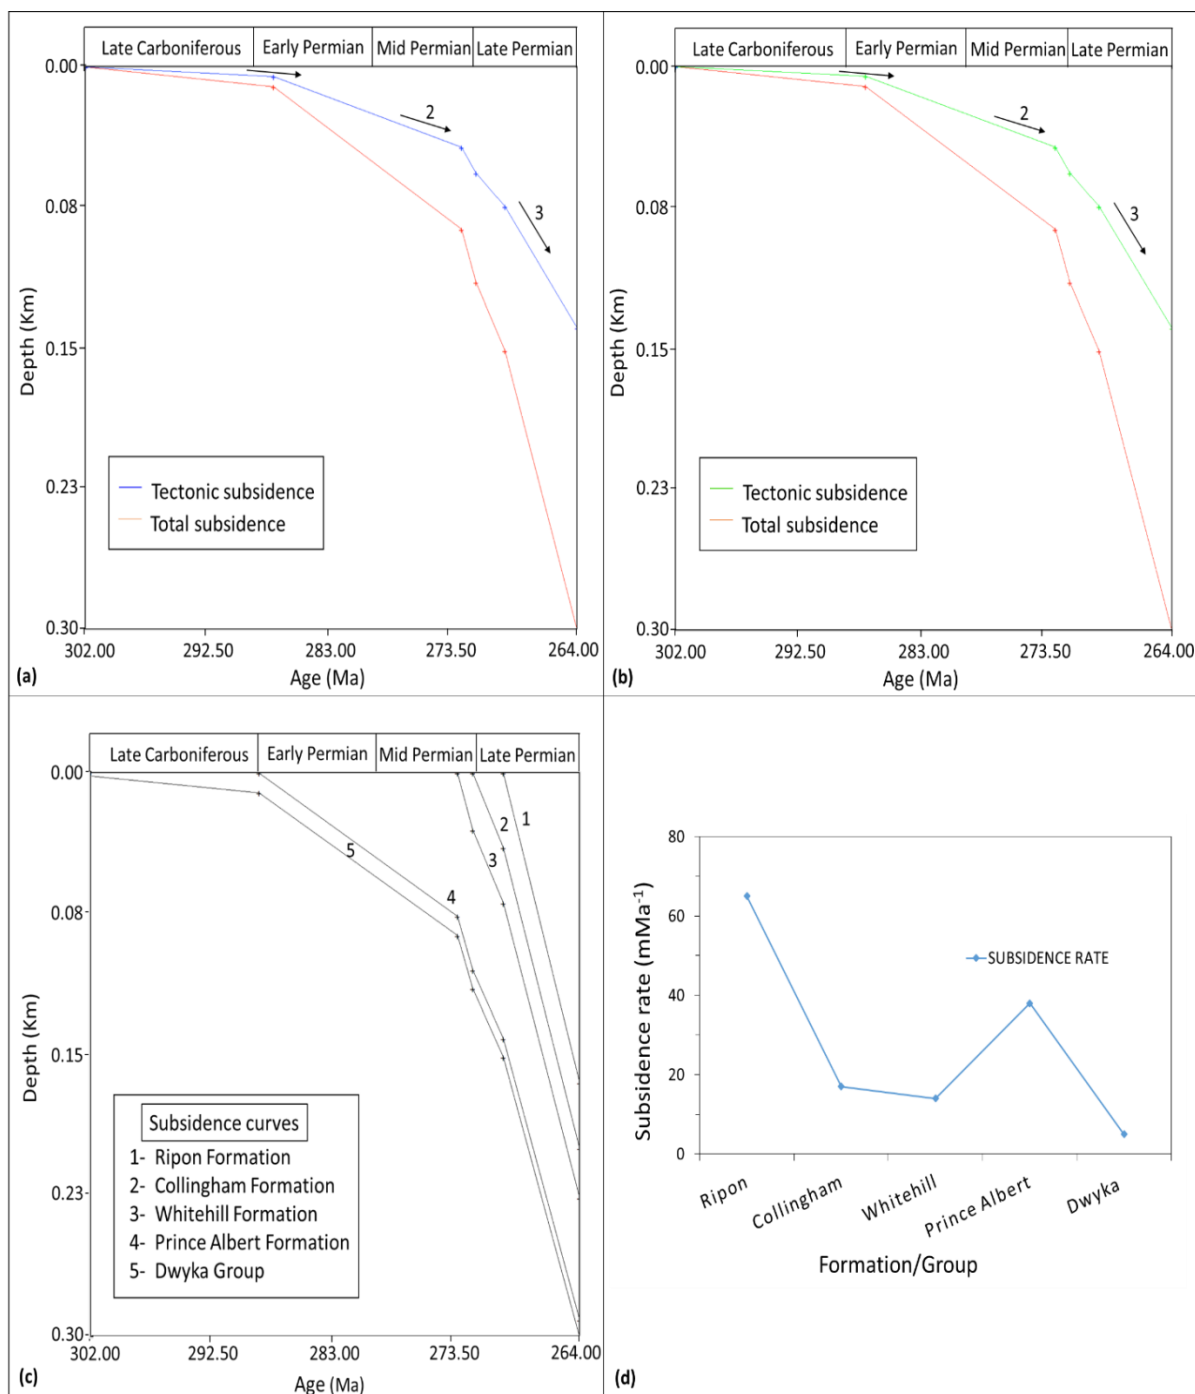 Late Carboniferous Early Permian Mid Permian Late Permian
0.00
2
0.08
3
0.15
0.23
0.30
Depth (Km)
Tectonic subsidence
Total subsidence
302.00 292.50 283.00 273.50 264.00
(a) Age (Ma)
Late Carboniferous Early Permian Mid Permian Late Permian
0.00
2
0.08
3
0.15
0.23
0.30
Depth (Km)
Tectonic subsidence
Total subsidence
302.00 292.50 283.00 273.50 264.00
(b) Age (Ma)
Late Carboniferous Early Permian Mid Permian Late Permian
0.00
1
2
5 3
4
0.08
0.15
0.23
0.30
Depth (Km)
Subsidence curves
1- Ripon Formation
2- Collingham Formation
3- Whitehill Formation
4- Prince Albert Formation
5- Dwyka Group
302.00 292.50 283.00 273.50 264.00
(c) Age (Ma)
80
60
40
20
0
Subsidence rate (mMa⁻¹)
SUBSIDENCE RATE
Ripon
Collingham
Whitehill
Prince Albert
Dwyka
Formation/Group
(d)